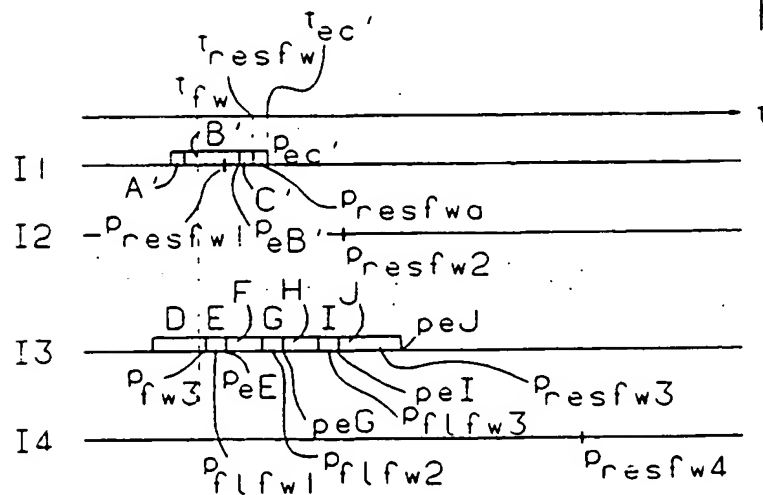 τec'
τresfw
τfw
τ
B'
Pec'
I1
A'
C'
Presfwa
Presfw1
PeB'
I2
Presfw2
F H J
D E G I
peJ
I3
Pfw3
PeE
peI
Presfw3
peG
Pflfw3
I4
Pflfw1
Pflfw2
Presfw4